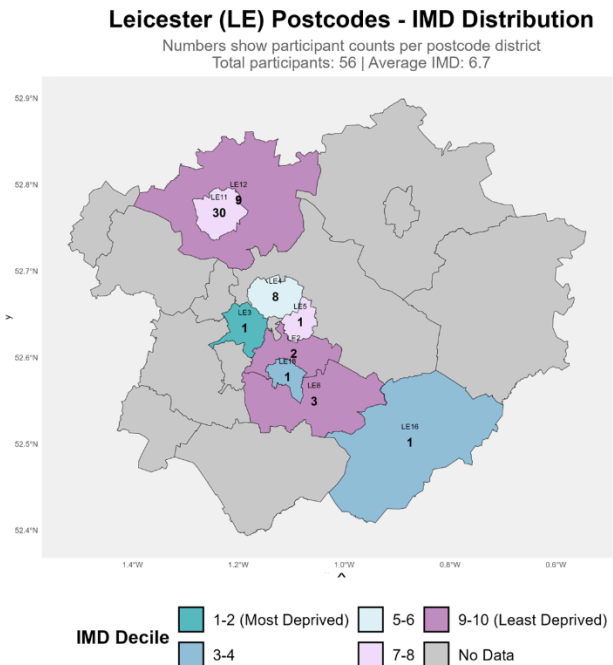 Leicester (LE) Postcodes - IMD Distribution
Numbers show participant counts per postcode district
Total participants: 56 | Average IMD: 6.7
52.9°N
52.8°N
52.7°N
52.6°N
52.5°N
52.4°N
y
LE12
9
LE11
30
LE4
8
LE3
1
LE5
1
LE2
2
1
LE8
3
LE16
1
1.4°W
1.2°W
1.0°W
0.8°W
0.6°W
IMD Decile
1-2 (Most Deprived)
5-6
9-10 (Least Deprived)
3-4
7-8
No Data